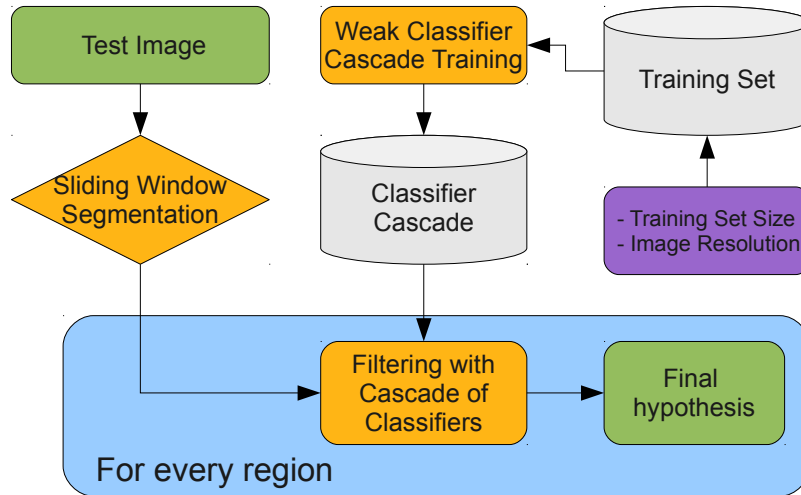 Test Image
Weak Classifier
Cascade Training
Training Set
Sliding Window
Segmentation
Classifier
Cascade
- Training Set Size
- Image Resolution
Filtering with
Cascade of
Classifiers
Final
hypothesis
For every region